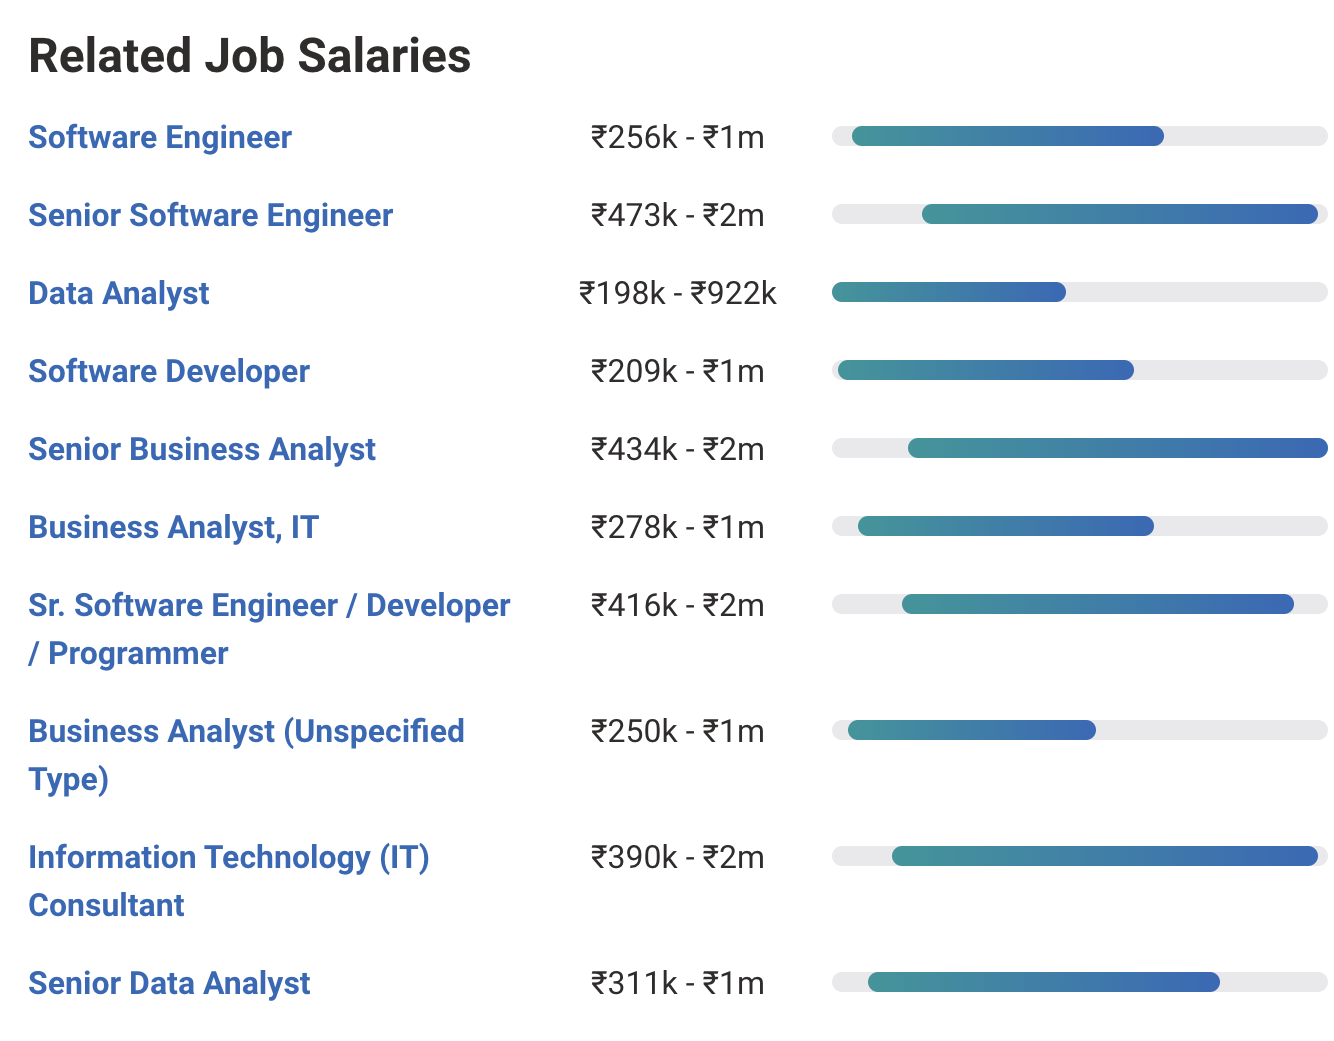 Related Job Salaries
Software Engineer ₹256k - ₹1m
Senior Software Engineer ₹473k - ₹2m
Data Analyst ₹198k - ₹922k
Software Developer ₹209k - ₹1m
Senior Business Analyst ₹434k - ₹2m
Business Analyst, IT ₹278k - ₹1m
Sr. Software Engineer / Developer ₹416k - ₹2m
/ Programmer
Business Analyst (Unspecified ₹250k - ₹1m
Type)
Information Technology (IT) ₹390k - ₹2m
Consultant
Senior Data Analyst ₹311k - ₹1m